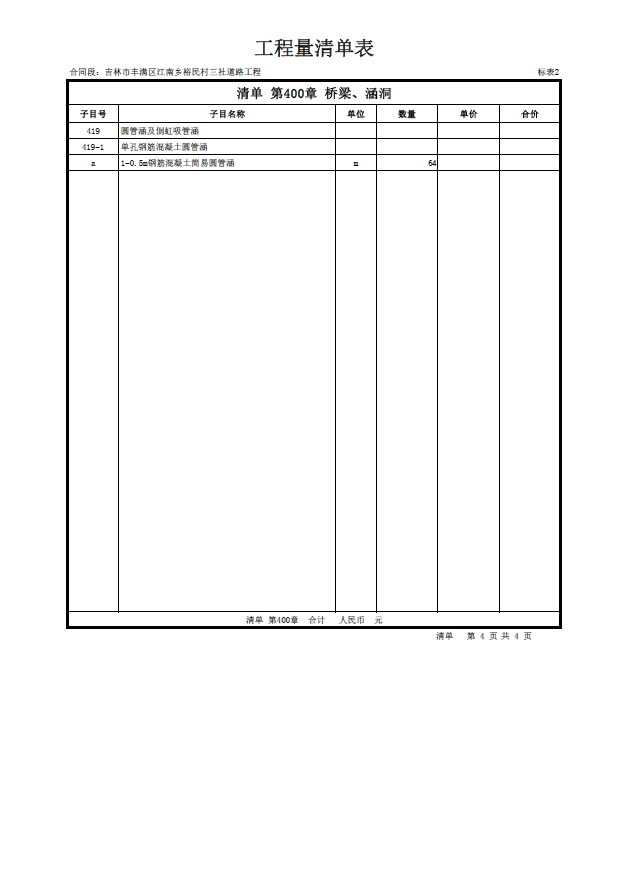 工程量清单表
合同段：吉林市丰满区江南乡裕民村三社道路工程 标表2
清单 第400章 桥梁、涵洞
子目号 子目名称 单位 数量 单价 合价
419 圆管涵及倒虹吸管涵
419-1 单孔钢筋混凝土圆管涵
a 1-0.5m钢筋混凝土简易圆管涵 m 64
清单 第400章 合计 人民币 元
清单 第 4 页 共 4 页